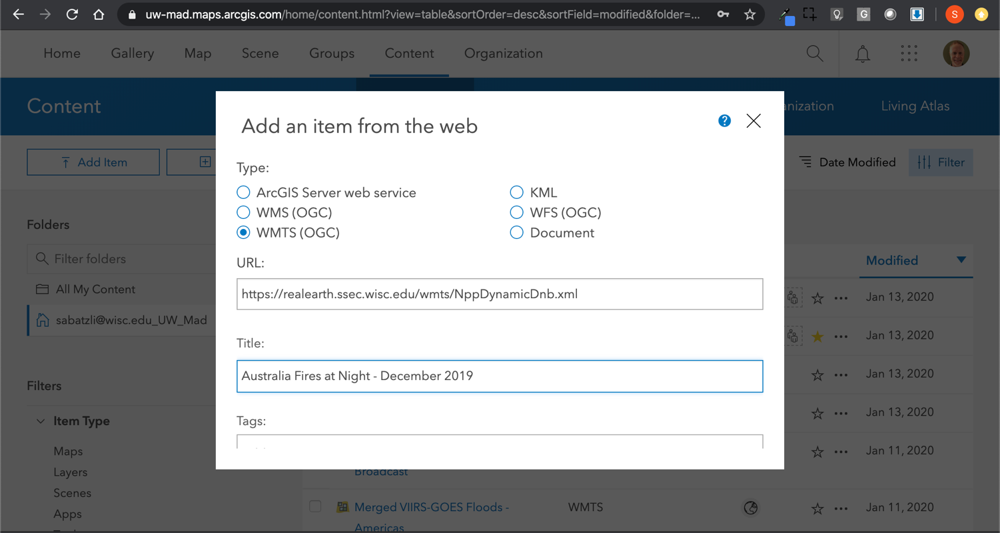 uw-mad.maps.arcgis.com/home/content.html?view=table&sortOrder=desc&sortField=modified&folder=...
G
S
Home Gallery Map Scene Groups Content Organization
Content
anization Living Atlas
Add an item from the web
?
Add Item
Date Modified Filter
Type:
ArcGIS Server web service KML
WMS (OGC) WFS (OGC)
WMTS (OGC) Document
Folders
Filter folders
All My Content
sabatzli@wisc.edu_UW_Mad
URL:
https://realearth.ssec.wisc.edu/wmts/NppDynamicDnb.xml
Title:
Australia Fires at Night - December 2019
Tags:
Modified
Jan 13, 2020
Jan 13, 2020
Jan 13, 2020
Jan 13, 2020
Jan 11, 2020
Filters
Item Type
Maps
Layers
Scenes
Apps
Broadcast
Merged VIIRS-GOES Floods - WMTS Jan 11, 2020
Americas